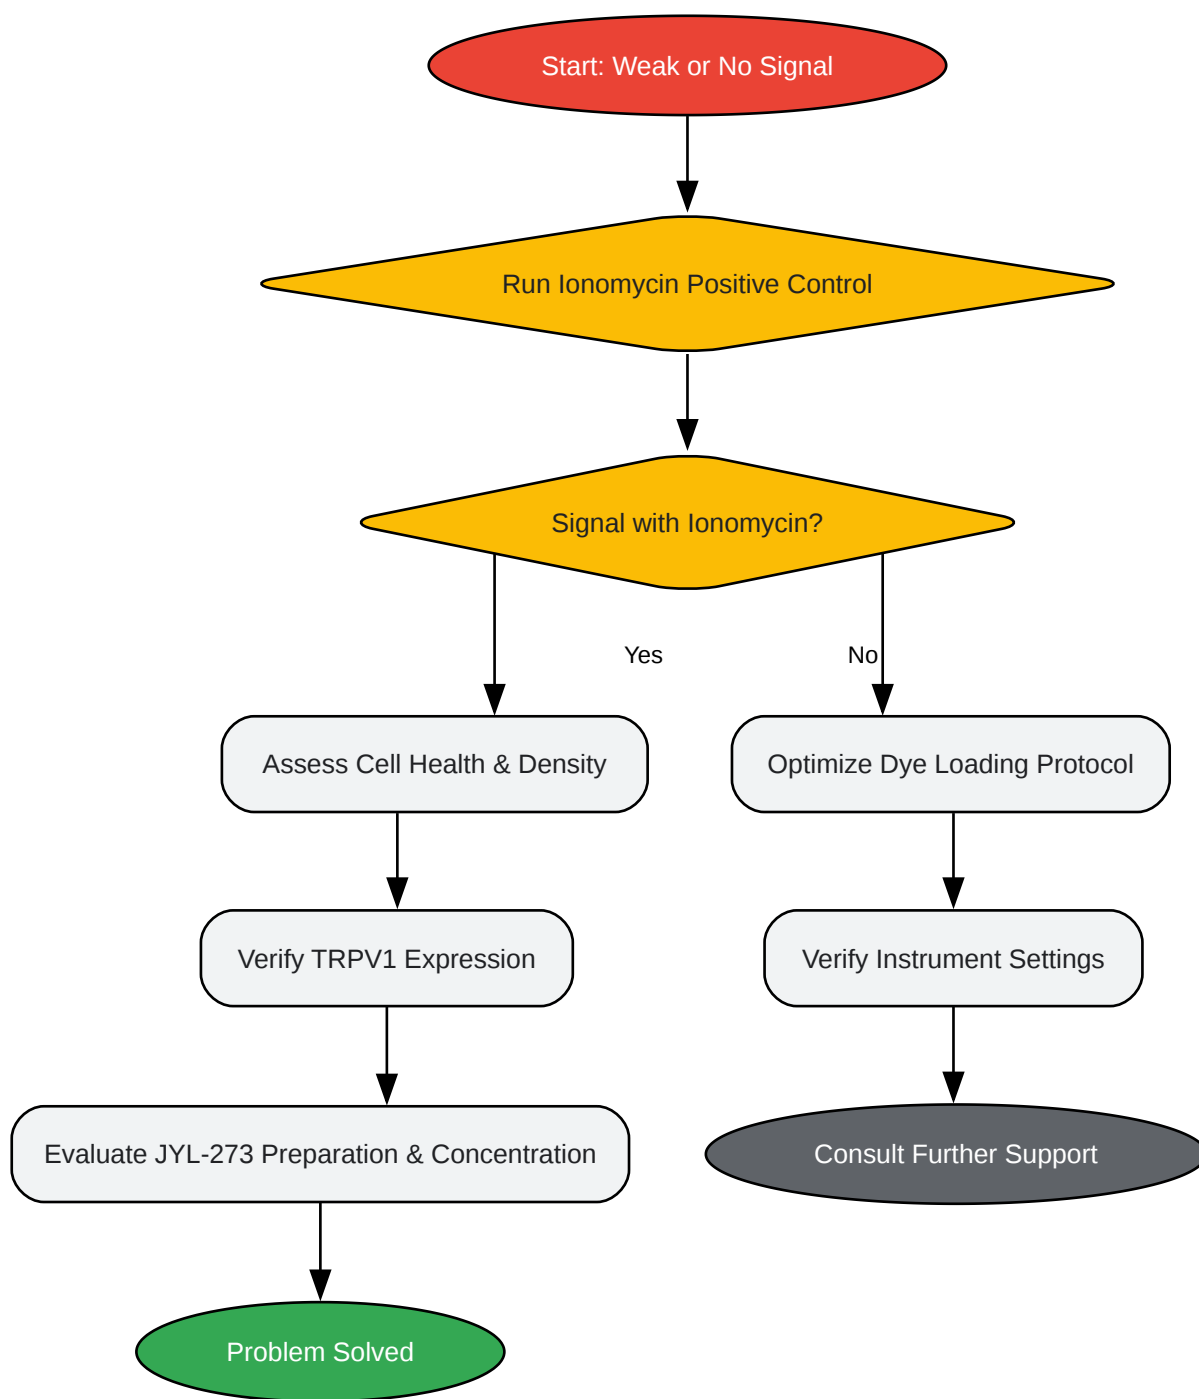 Start: Weak or No Signal
Run Ionomycin Positive Control
Signal with Ionomycin?
Yes
No
Assess Cell Health & Density
Optimize Dye Loading Protocol
Verify TRPV1 Expression
Verify Instrument Settings
Evaluate JYL-273 Preparation & Concentration
Consult Further Support
Problem Solved